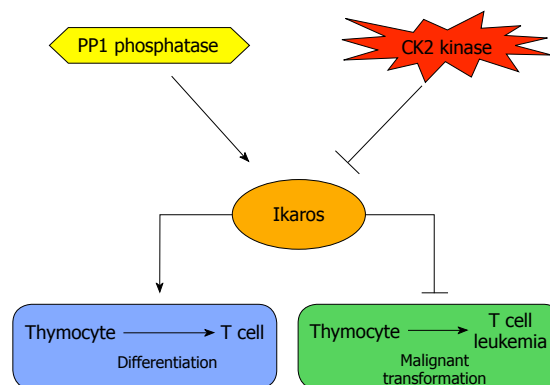 PP1 phosphatase
CK2 kinase
Ikaros
Thymocyte T cell
Differentiation
Thymocyte T cell
leukemia
Malignant
transformation